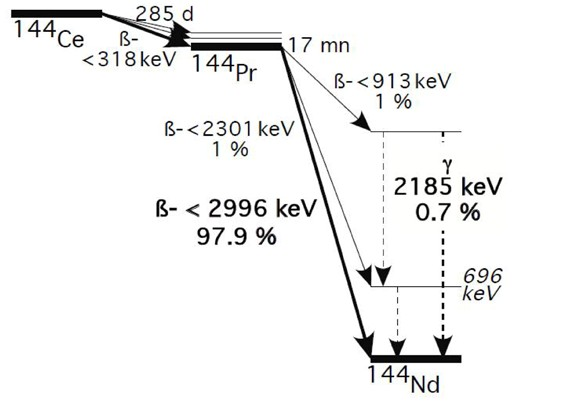 285 d
144Ce
ß-
<318 keV
17 mn
144Pr
ß-<913 keV
1 %
ß-<2301 keV
1 %
γ
2185 keV
0.7 %
ß- < 2996 keV
97.9 %
696
keV
144Nd